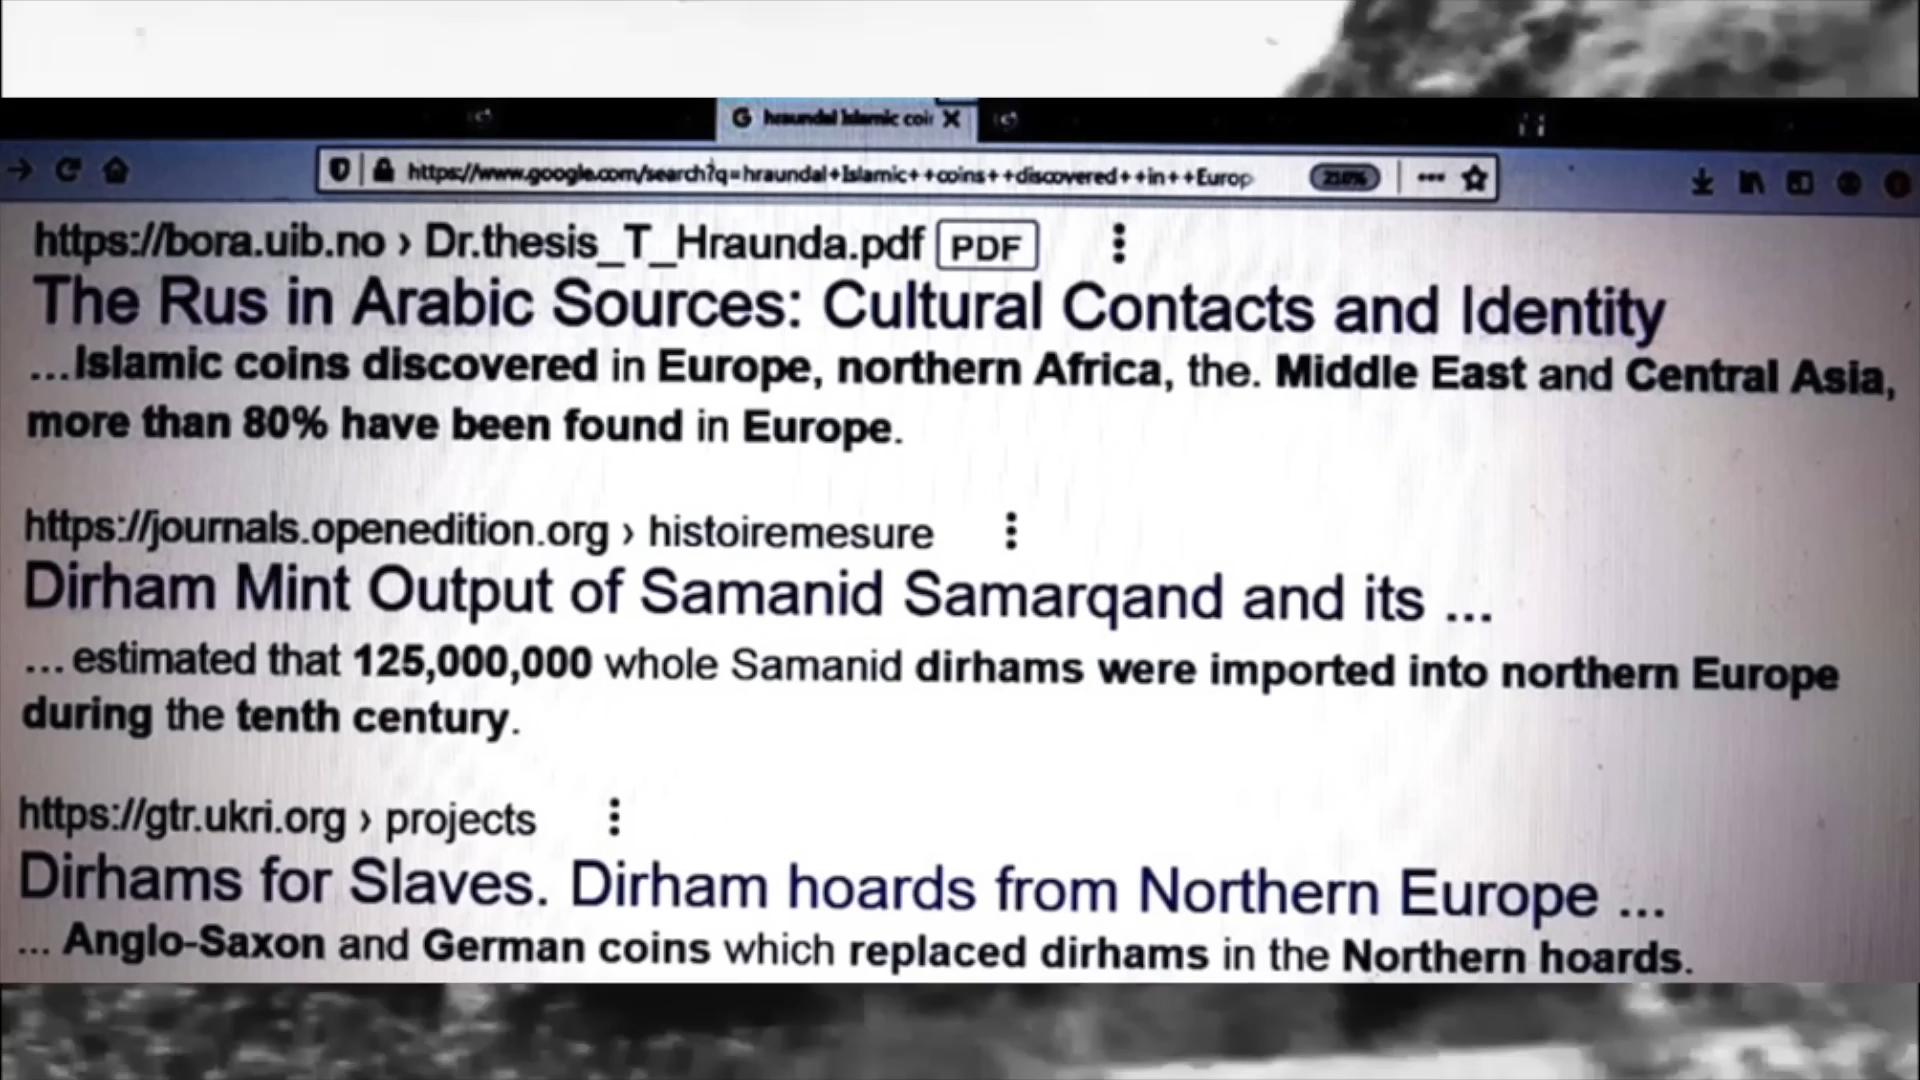 G hraundal Islamic coi
https://www.google.com/search?q=hraundal+Islamic++coins++discovered++in++Europ
https://bora.uib.no › Dr.thesis_T_Hraunda.pdf PDF
The Rus in Arabic Sources: Cultural Contacts and Identity
...Islamic coins discovered in Europe, northern Africa, the. Middle East and Central Asia,
more than 80% have been found in Europe.
https://journals.openedition.org › histoiremesure
Dirham Mint Output of Samanid Samarqand and its ...
... estimated that 125,000,000 whole Samanid dirhams were imported into northern Europe
during the tenth century.
https://gtr.ukri.org › projects
Dirhams for Slaves. Dirham hoards from Northern Europe ...
... Anglo-Saxon and German coins which replaced dirhams in the Northern hoards.